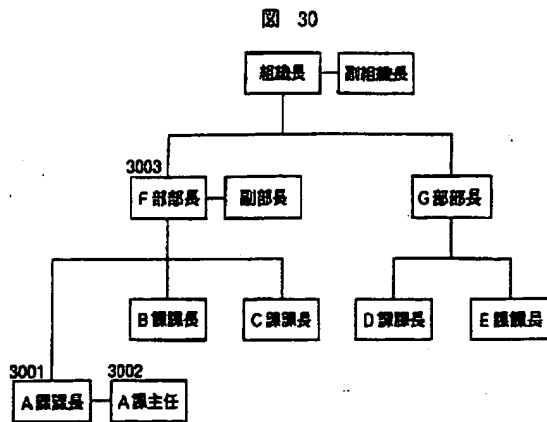 図 30
組織長
副組織長
3003
F部部長
副部長
G部部長
B課課長
C課課長
D課課長
E課課長
3001
3002
A課課長
A課主任